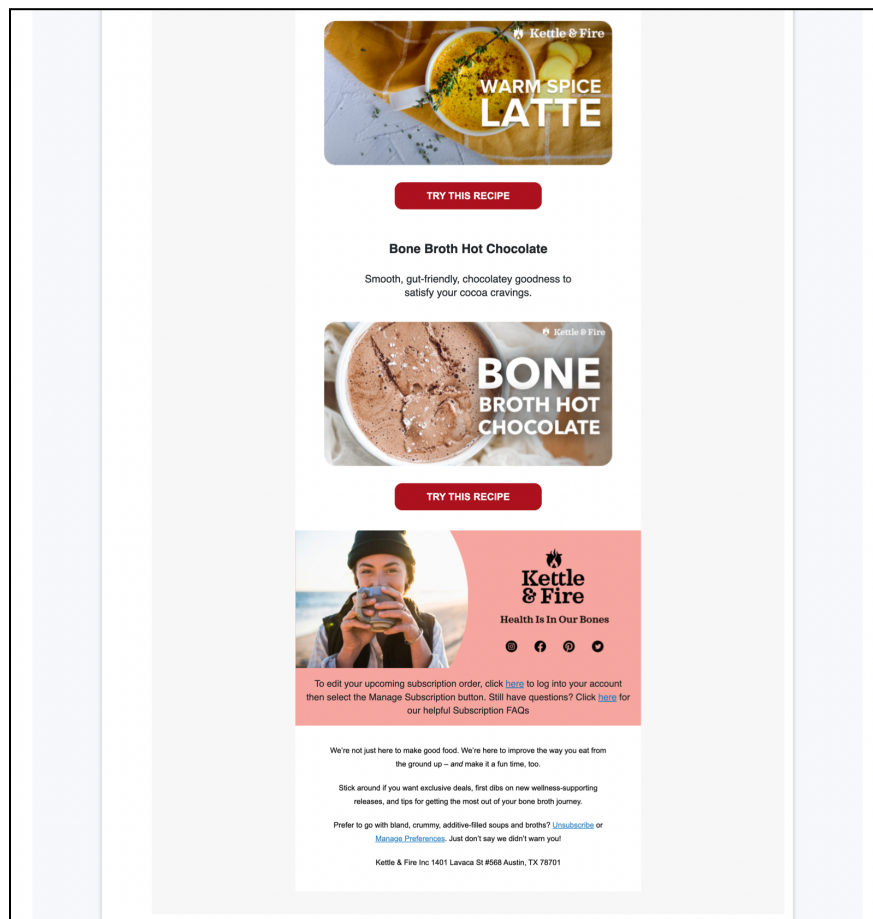 Kettle & Fire
WARM SPICE
LATTE
TRY THIS RECIPE
Bone Broth Hot Chocolate
Smooth, gut-friendly, chocolatey goodness to
satisfy your cocoa cravings.
Kettle & Fire
BONE
BROTH HOT
CHOCOLATE
TRY THIS RECIPE
Kettle
& Fire
Health Is In Our Bones
To edit your upcoming subscription order, click here to log into your account
then select the Manage Subscription button. Still have questions? Click here for
our helpful Subscription FAQs
We're not just here to make good food. We're here to improve the way you eat from
the ground up – and make it a fun time, too.
Stick around if you want exclusive deals, first dibs on new wellness-supporting
releases, and tips for getting the most out of your bone broth journey.
Prefer to go with bland, crummy, additive-filled soups and broths? Unsubscribe or
Manage Preferences. Just don't say we didn't warn you!
Kettle & Fire Inc 1401 Lavaca St #568 Austin, TX 78701